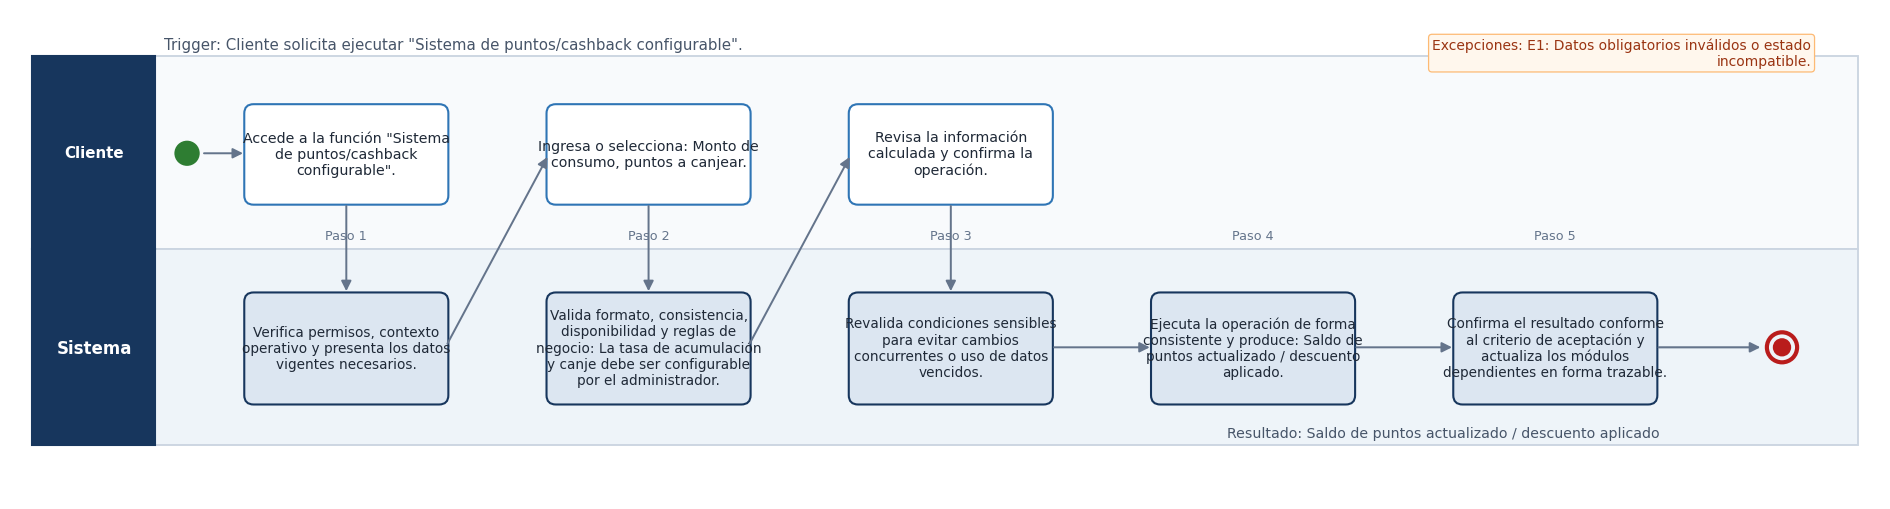 Trigger: Cliente solicita ejecutar "Sistema de puntos/cashback configurable".
Excepciones: E1: Datos obligatorios inválidos o estado
incompatible.
Cliente
Accede a la función "Sistema
de puntos/cashback
configurable".
Ingresa o selecciona: Monto de
consumo, puntos a canjear.
Revisa la información
calculada y confirma la
operación.
Paso 1
Paso 2
Paso 3
Paso 4
Paso 5
Sistema
Verifica permisos, contexto
operativo y presenta los datos
vigentes necesarios.
Valida formato, consistencia,
disponibilidad y reglas de
negocio: La tasa de acumulación
y canje debe ser configurable
por el administrador.
Revalida condiciones sensibles
para evitar cambios
concurrentes o uso de datos
vencidos.
Ejecuta la operación de forma
consistente y produce: Saldo de
puntos actualizado / descuento
aplicado.
Confirma el resultado conforme
al criterio de aceptación y
actualiza los módulos
dependientes en forma trazable.
Resultado: Saldo de puntos actualizado / descuento aplicado